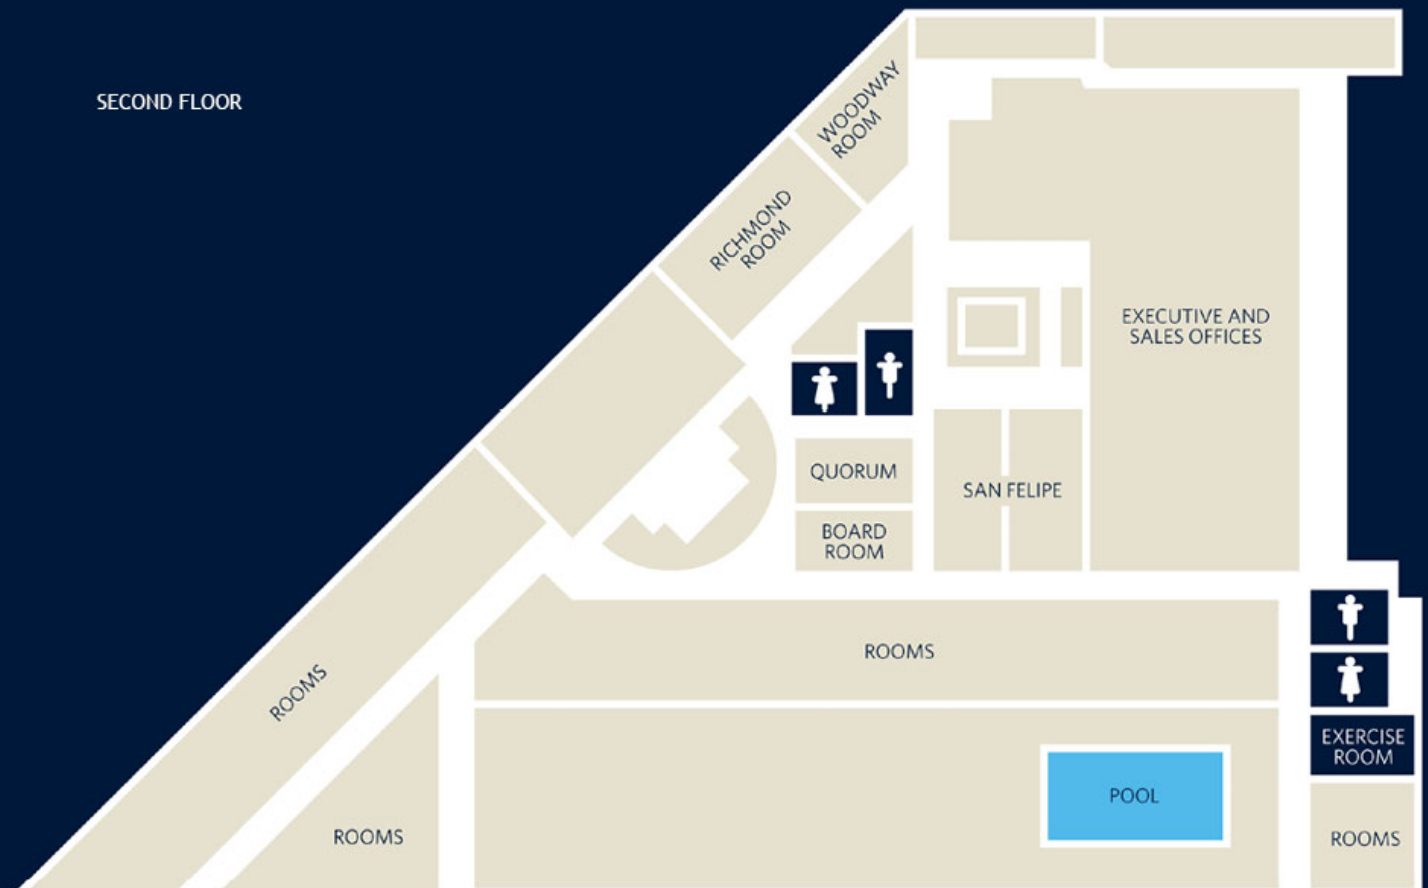 SECOND FLOOR
WOODWAY
ROOM
RICHMOND
ROOM
EXECUTIVE AND
SALES OFFICES
QUORUM
SAN FELIPE
BOARD
ROOM
ROOMS
ROOMS
EXERCISE
ROOM
POOL
ROOMS
ROOMS